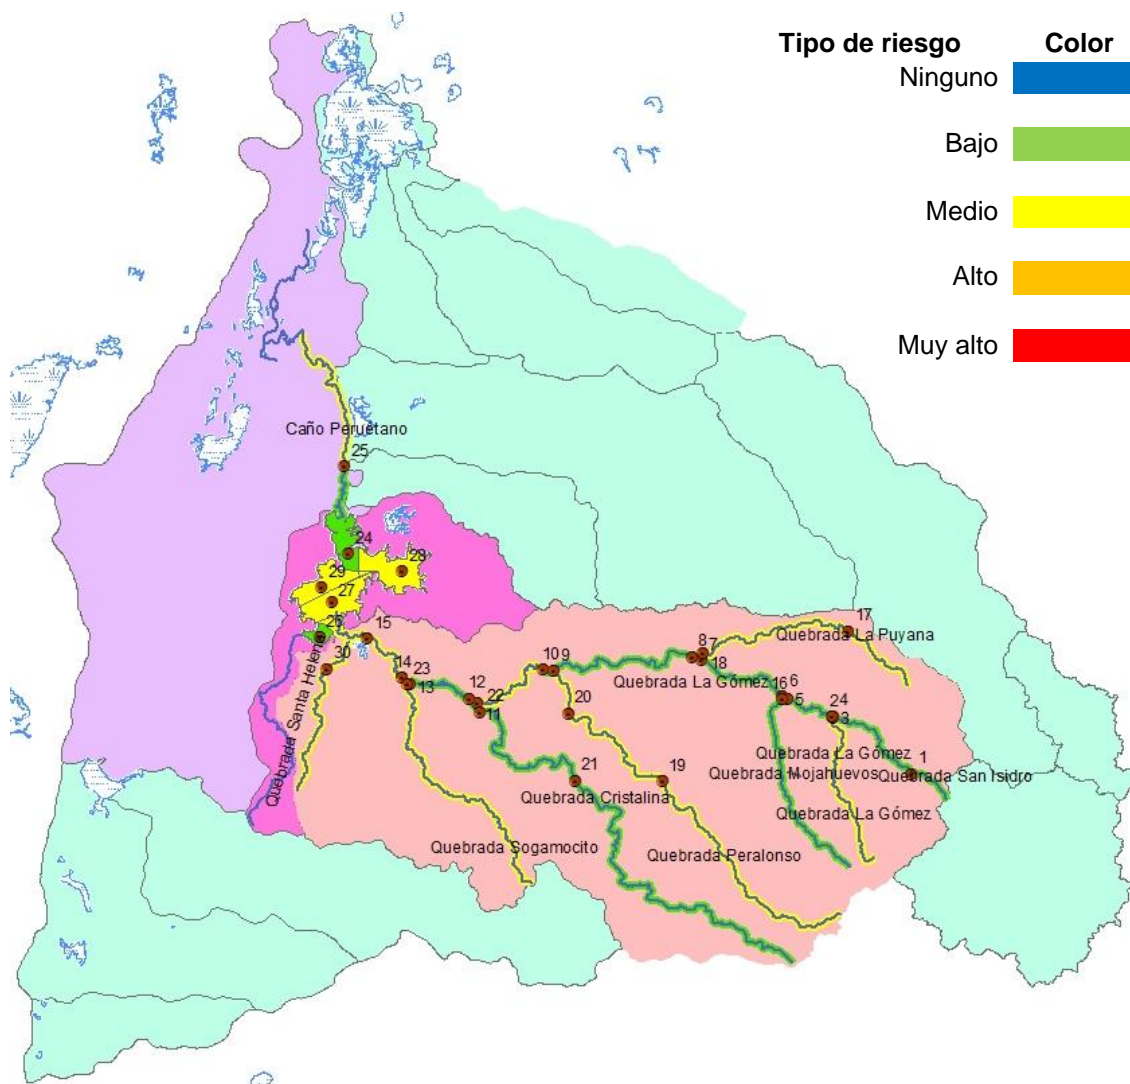 Tipo de riesgo Color
Ninguno
Bajo
Medio
Alto
Muy alto
Caño Peruetano
25
24
28
29
27
26
15
30
Quebrada Santa Helena
14
23
13
12
22
11
10
9
8
7
18
17
Quebrada La Puyana
Quebrada La Gómez
16
6
5
20
24
3
Quebrada La Gómez
1
Quebrada Mojahuevos
Quebrada San Isidro
21
19
Quebrada Cristalina
Quebrada La Gómez
Quebrada Sogamocito
Quebrada Peralonso